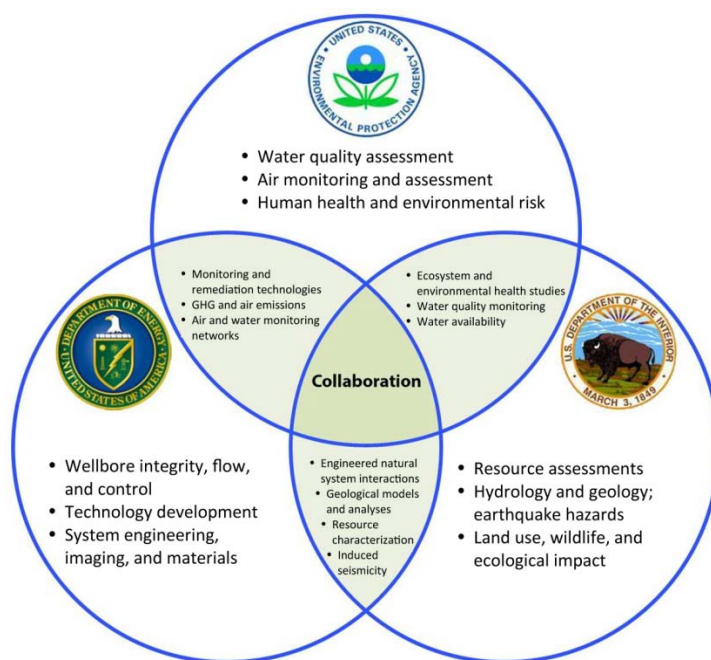 UNITED STATES
ENVIRONMENTAL PROTECTION AGENCY
• Water quality assessment
• Air monitoring and assessment
• Human health and environmental risk
• Monitoring and
remediation technologies
• GHG and air emissions
• Air and water monitoring
networks
• Ecosystem and
environmental health studies
• Water quality monitoring
• Water availability
DEPARTMENT OF ENERGY
UNITED STATES OF AMERICA
U.S. DEPARTMENT OF THE INTERIOR
MARCH 3, 1849
Collaboration
• Wellbore integrity, flow,
and control
• Technology development
• System engineering,
imaging, and materials
• Engineered natural
system interactions
• Geological models
and analyses
• Resource
characterization
• Induced
seismicity
• Resource assessments
• Hydrology and geology;
earthquake hazards
• Land use, wildlife, and
ecological impact